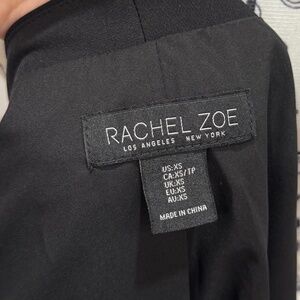 RACHEL ZOE
LOS ANGELES NEW YORK
US:XS
CA:XS/TP
UK:XS
EU:XS
AU:XS
MADE IN CHINA